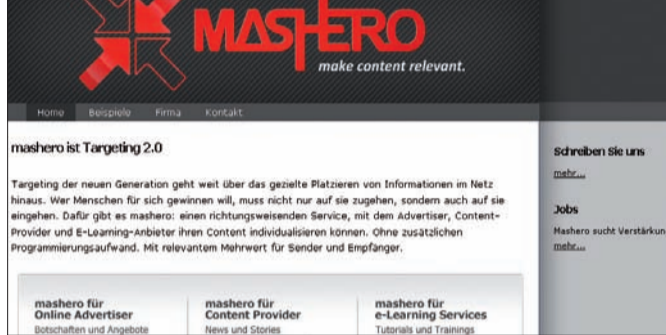 MASHERO
make content relevant.
Home Beispiele Firma Kontakt
mashero ist Targeting 2.0
Targeting der neuen Generation geht weit über das gezielte Platzieren von Informationen im Netz
hinaus. Wer Menschen für sich gewinnen will, muss nicht nur auf sie zugehen, sondern auch auf sie
eingehen. Dafür gibt es mashero: einen richtungsweisenden Service, mit dem Advertiser, Content-
Provider und E-Learning-Anbieter ihren Content individualisieren können. Ohne zusätzlichen
Programmierungsaufwand. Mit relevantem Mehrwert für Sender und Empfänger.
mashero für
Online Advertiser
Botschaften und Angebote
mashero für
Content Provider
News und Stories
mashero für
e-Learning Services
Tutorials und Trainings
Schreiben Sie uns
mehr...
Jobs
Mashero sucht Verstärkun
mehr...